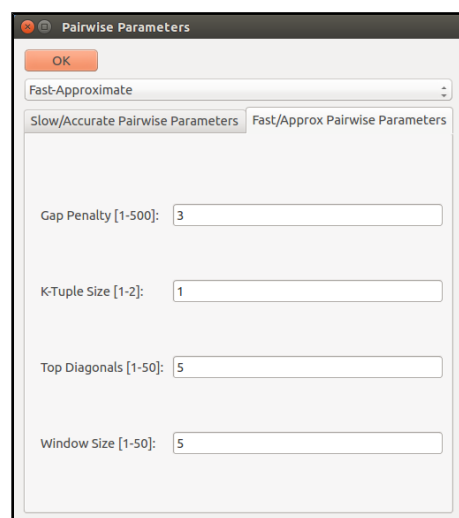 Pairwise Parameters
OK
Fast-Approximate
Slow/Accurate Pairwise Parameters Fast/Approx Pairwise Parameters
Gap Penalty [1-500]: 3
K-Tuple Size [1-2]: 1
Top Diagonals [1-50]: 5
Window Size [1-50]: 5